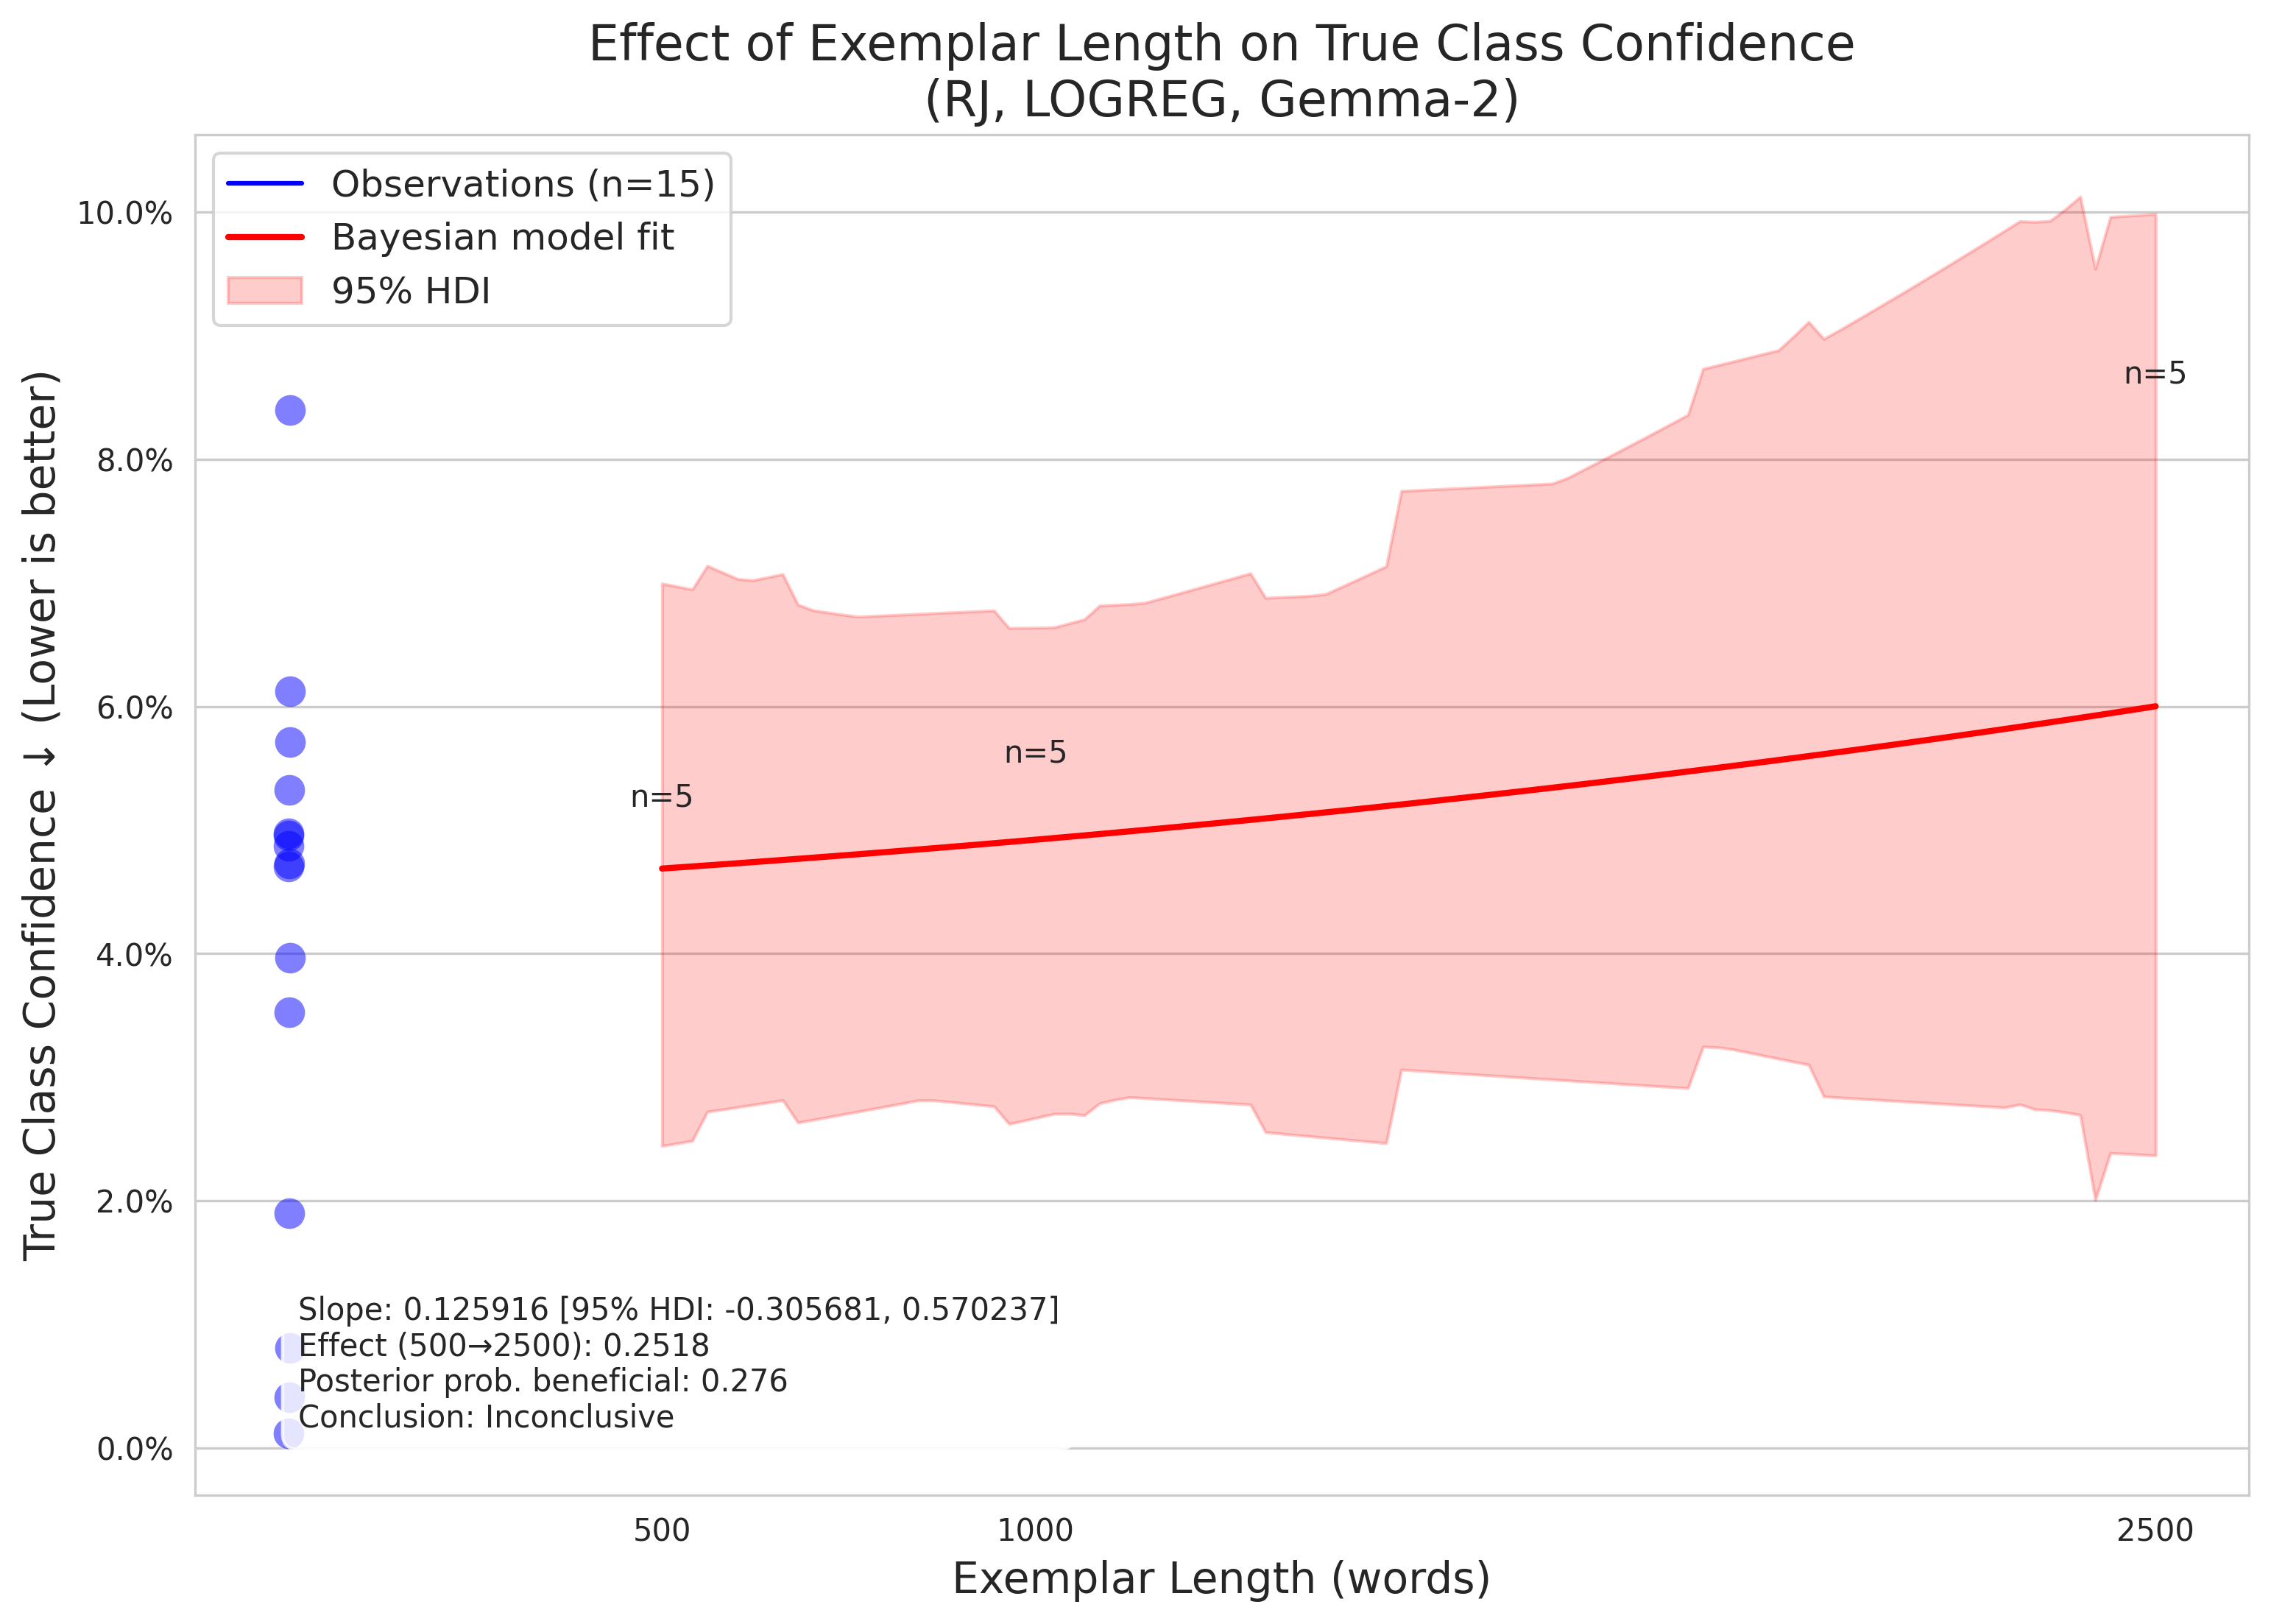 Effect of Exemplar Length on True Class Confidence
(RJ, LOGREG, Gemma-2)
Observations (n=15)
Bayesian model fit
95% HDI
True Class Confidence ↓ (Lower is better)
10.0%
8.0%
6.0%
4.0%
2.0%
0.0%
n=5
n=5
n=5
Slope: 0.125916 [95% HDI: -0.305681, 0.570237]
Effect (500→2500): 0.2518
Posterior prob. beneficial: 0.276
Conclusion: Inconclusive
500
1000
2500
Exemplar Length (words)